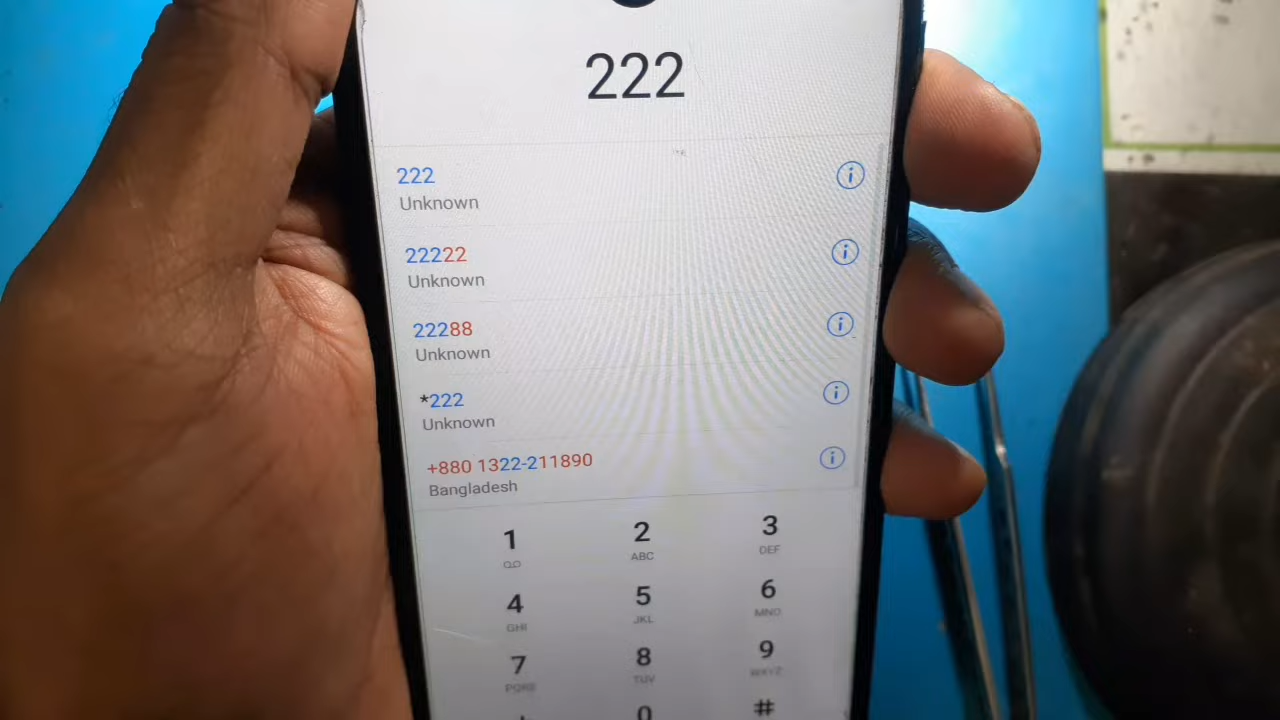 222
222
Unknown
22222
Unknown
22288
Unknown
*222
Unknown
+880 1322-211890
Bangladesh
1 2 3
ABC DEF
4 5 6
GHI JKL MNO
7 8 9
PQRS TUV WXYZ
0 #